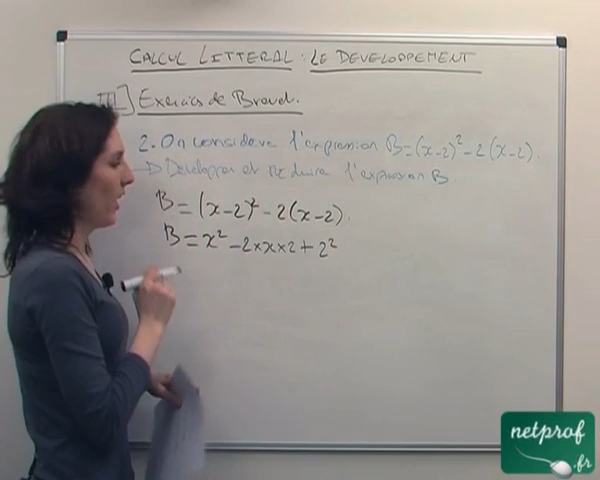 CALCUL LITTERAL : LE DEVELOPPEMENT
III] Exercices de Brevet.
2. On considère l'expression B = (x-2)² - 2(x-2).
→ Développer et réduire l'expression B.
B = (x-2)² - 2(x-2).
B = x² - 2×x×2 + 2²
netprof
.fr